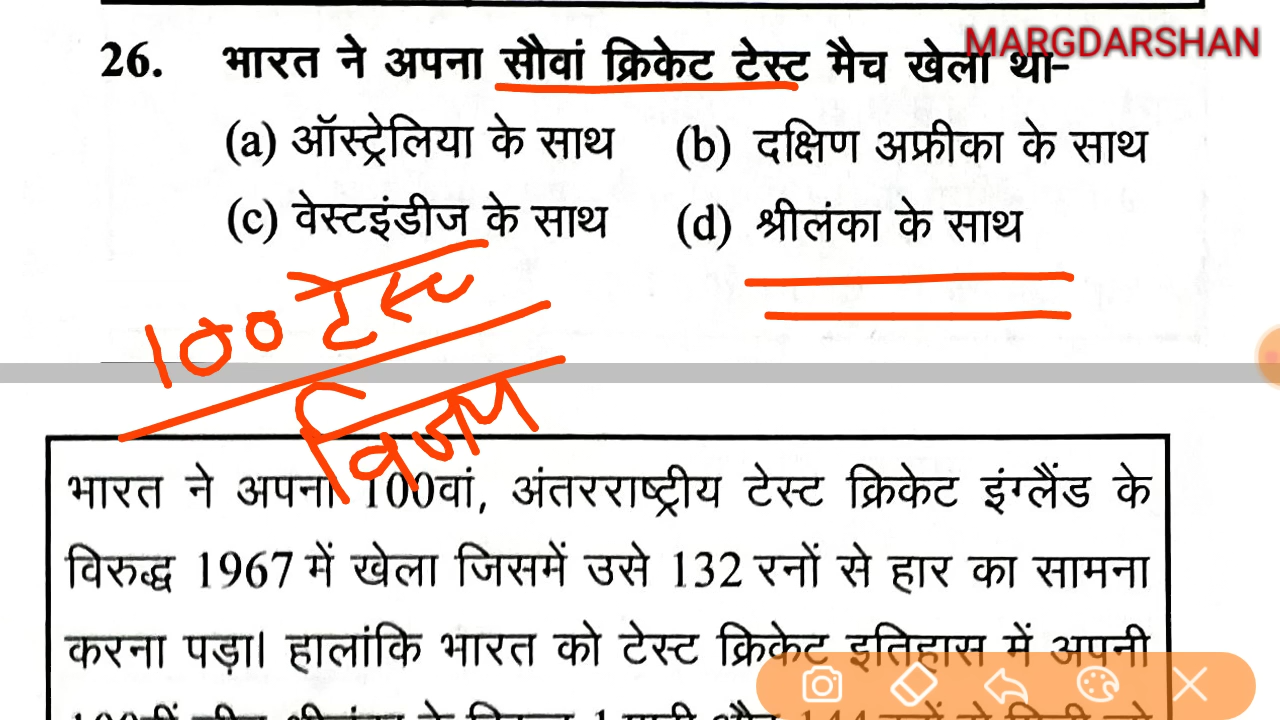 MARGDARSHAN
26. भारत ने अपना सौवां क्रिकेट टेस्ट मैच खेला था-
(a) ऑस्ट्रेलिया के साथ (b) दक्षिण अफ्रीका के साथ
(c) वेस्टइंडीज के साथ (d) श्रीलंका के साथ
100 टेस्ट
विजय
भारत ने अपना 100वां, अंतरराष्ट्रीय टेस्ट क्रिकेट इंग्लैंड के
विरुद्ध 1967 में खेला जिसमें उसे 132 रनों से हार का सामना
करना पड़ा। हालांकि भारत को टेस्ट क्रिकेट इतिहास में अपनी